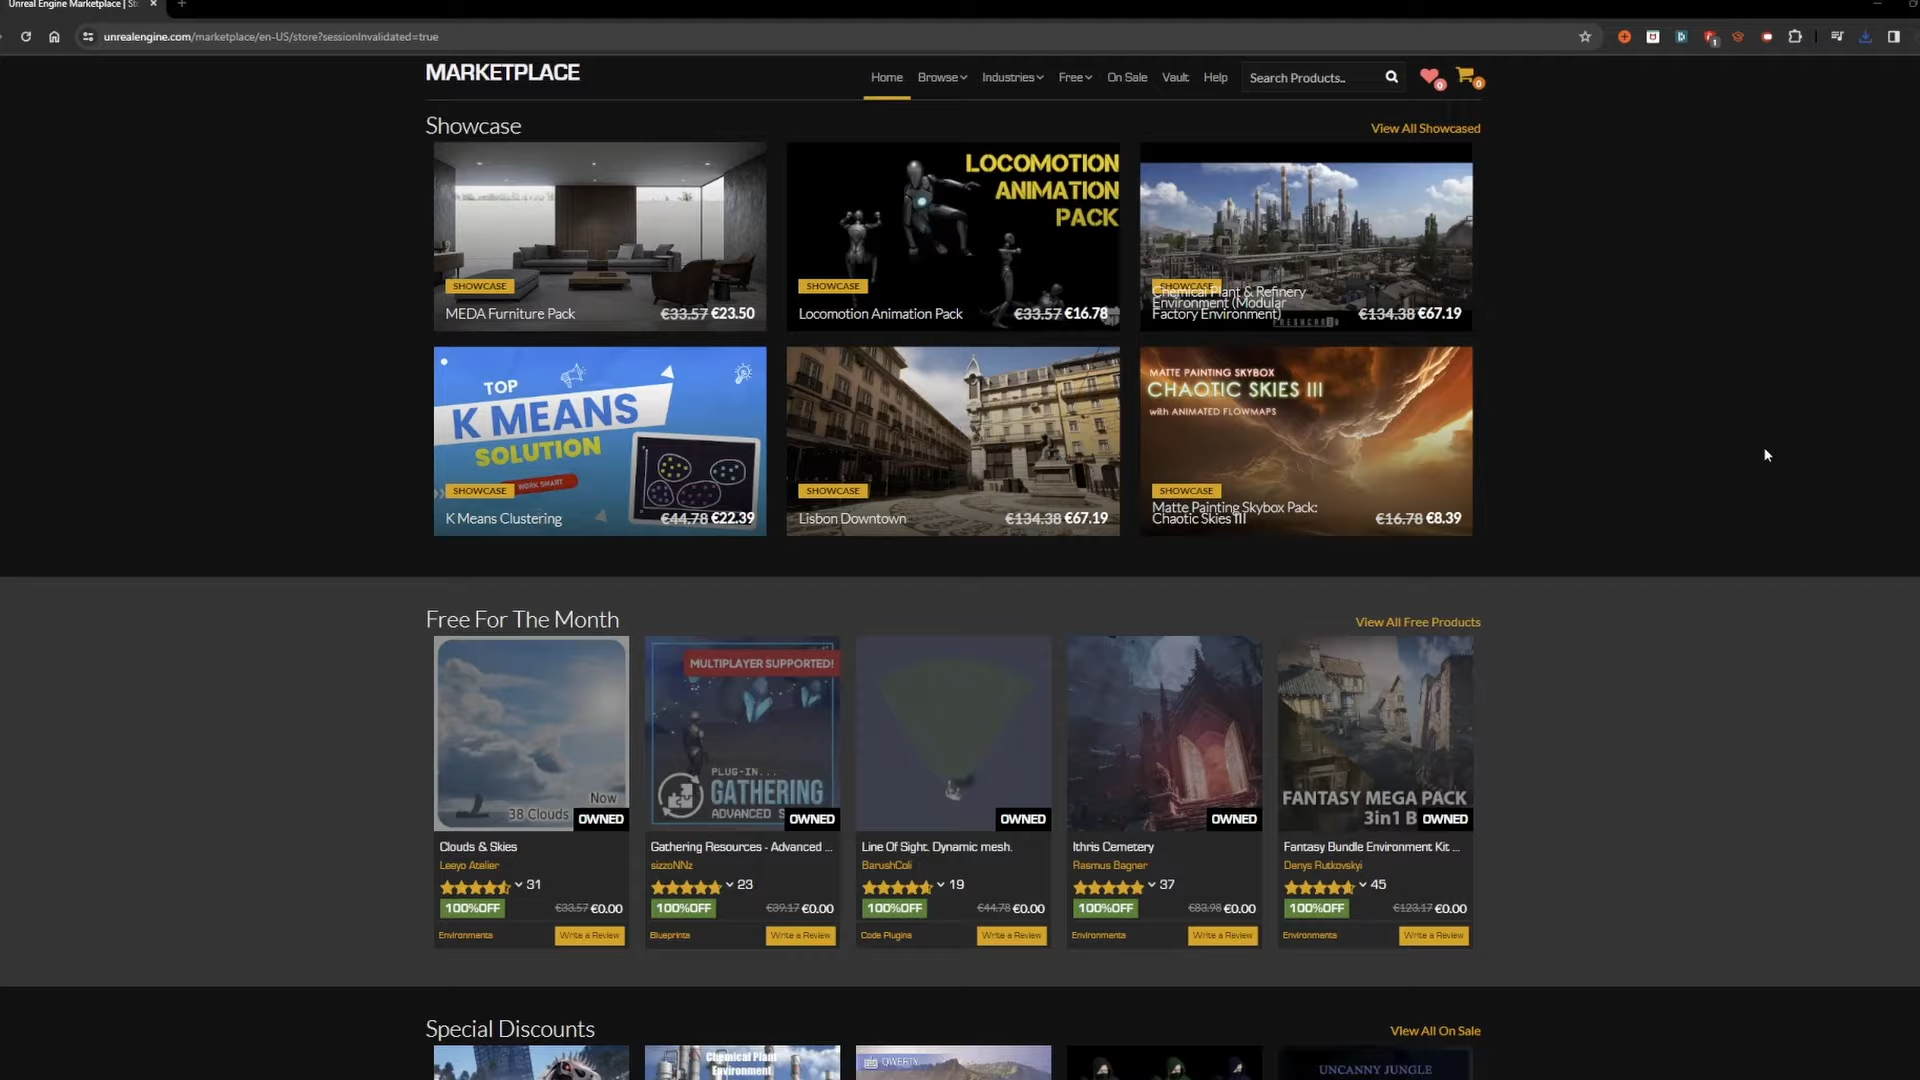 Unreal Engine Marketplace | St
unrealengine.com/marketplace/en-US/store?sessionInvalidated=true
1
MARKETPLACE
Home
Browse
Industries
Free
On Sale
Vault
Help
Search Products..
0
0
Showcase
View All Showcased
SHOWCASE
MEDA Furniture Pack
€33.57 €23.50
LOCOMOTION
ANIMATION
PACK
SHOWCASE
Locomotion Animation Pack
€33.57 €16.78
SHOWCASE
Chemical Plant & Refinery
Environment (Modular
Factory Environment)
€134.38 €67.19
TOP
K MEANS
SOLUTION
WORK SMART
SHOWCASE
K Means Clustering
€44.78 €22.39
SHOWCASE
Lisbon Downtown
€134.38 €67.19
MATTE PAINTING SKYBOX
CHAOTIC SKIES III
with ANIMATED FLOWMAPS
SHOWCASE
Matte Painting Skybox Pack:
Chaotic Skies III
€16.78 €8.39
Free For The Month
View All Free Products
Now
38 Clouds
OWNED
Clouds & Skies
Leeyo Atelier
31
100%OFF
€33.57 €0.00
Environments
Write a Review
MULTIPLAYER SUPPORTED!
PLUG-IN...
GATHERING
ADVANCED S
OWNED
Gathering Resources - Advanced ...
sizzoNNz
23
100%OFF
€39.17 €0.00
Blueprints
Write a Review
OWNED
Line Of Sight. Dynamic mesh.
BarushColi
19
100%OFF
€44.78 €0.00
Code Plugins
Write a Review
OWNED
Ithris Cemetery
Rasmus Bagner
37
100%OFF
€83.98 €0.00
Environments
Write a Review
FANTASY MEGA PACK
3in1 B
OWNED
Fantasy Bundle Environment Kit ...
Denys Rutkovskyi
45
100%OFF
€123.17 €0.00
Environments
Write a Review
Special Discounts
View All On Sale
Chemical Plant
Environment
QWERTY
UNCANNY JUNGLE